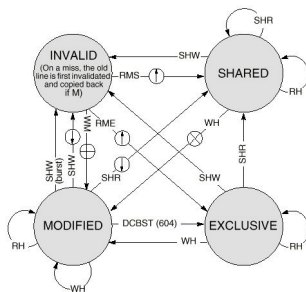 INVALID
(On a miss, the old
line is first invalidated
and copied back
if M)
SHARED
SHR
RH
SHW
RMS
WM
RME
SHW
(burst)
SHW
SHR
WH
SHW
SHR
MODIFIED
DCBST (604)
WH
EXCLUSIVE
RH
WH
RH